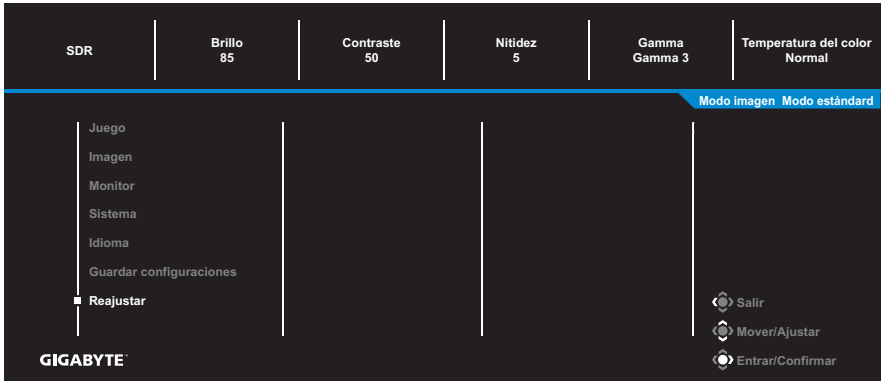 SDR
Brillo
85
Contraste
50
Nitidez
5
Gamma
Gamma 3
Temperatura del color
Normal
Modo imagen Modo estándard
Juego
Imagen
Monitor
Sistema
Idioma
Guardar configuraciones
Reajustar
Salir
Mover/Ajustar
Entrar/Confirmar
GIGABYTE™